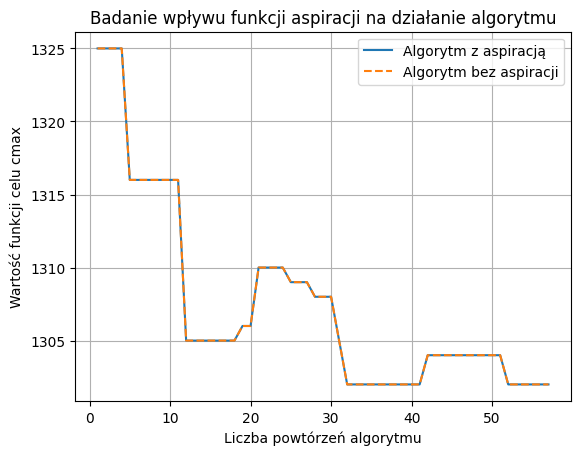 Badanie wpływu funkcji aspiracji na działanie algorytmu
Algorytm z aspiracją
Algorytm bez aspiracji
Wartość funkcji celu cmax
1325
1320
1315
1310
1305
0 10 20 30 40 50
Liczba powtórzeń algorytmu